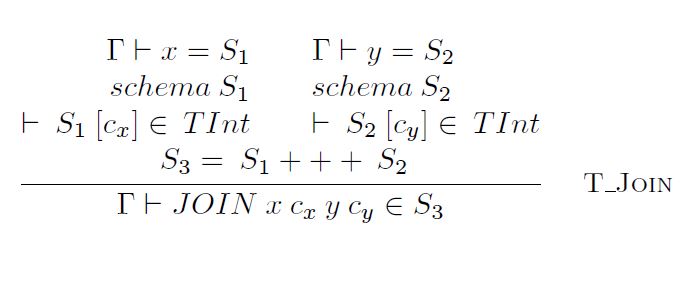 Γ ⊢ x = S₁ Γ ⊢ y = S₂
schema S₁ schema S₂
⊢ S₁ [cₓ] ∈ TInt ⊢ S₂ [c_y] ∈ TInt
S₃ = S₁ + + + S₂
Γ ⊢ JOIN x cₓ y c_y ∈ S₃
T_JOIN